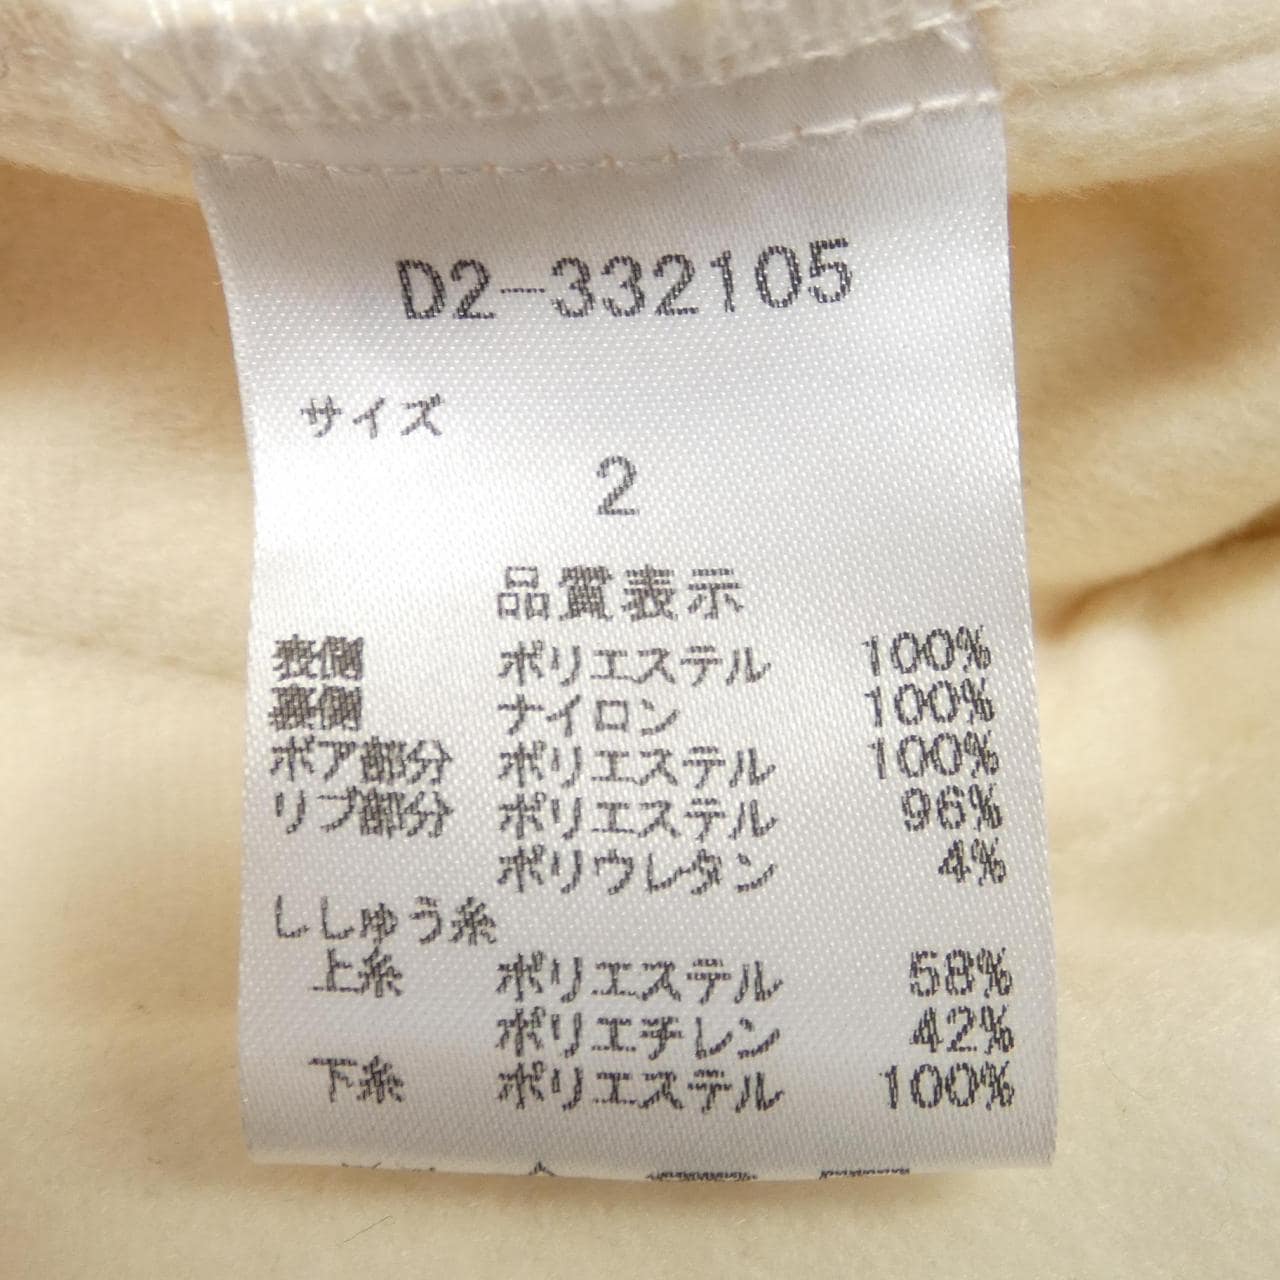 D2-332105
サイズ
2
品質表示
表側 ポリエステル 100%
裏側 ナイロン 100%
ボア部分 ポリエステル 100%
リブ部分 ポリエステル 96%
ポリウレタン 4%
ししゅう糸
上糸 ポリエステル 58%
ポリエチレン 42%
下糸 ポリエステル 100%